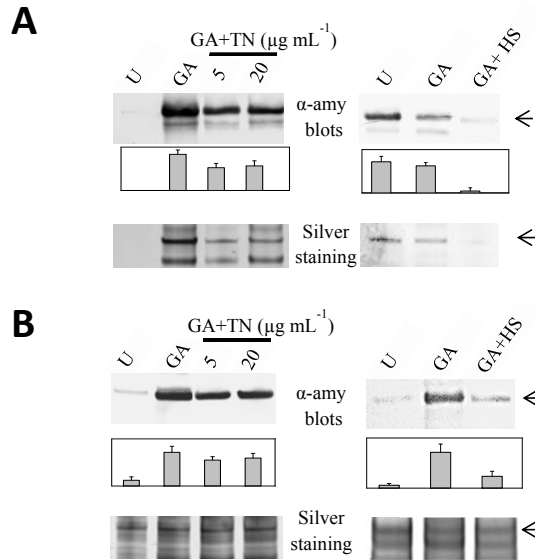 A
GA+TN (µg mL⁻¹)
U GA 5 20 U GA GA+ HS
α-amy
blots
Silver
staining
B
GA+TN (µg mL⁻¹)
U GA 5 20 U GA GA+HS
α-amy
blots
Silver
staining